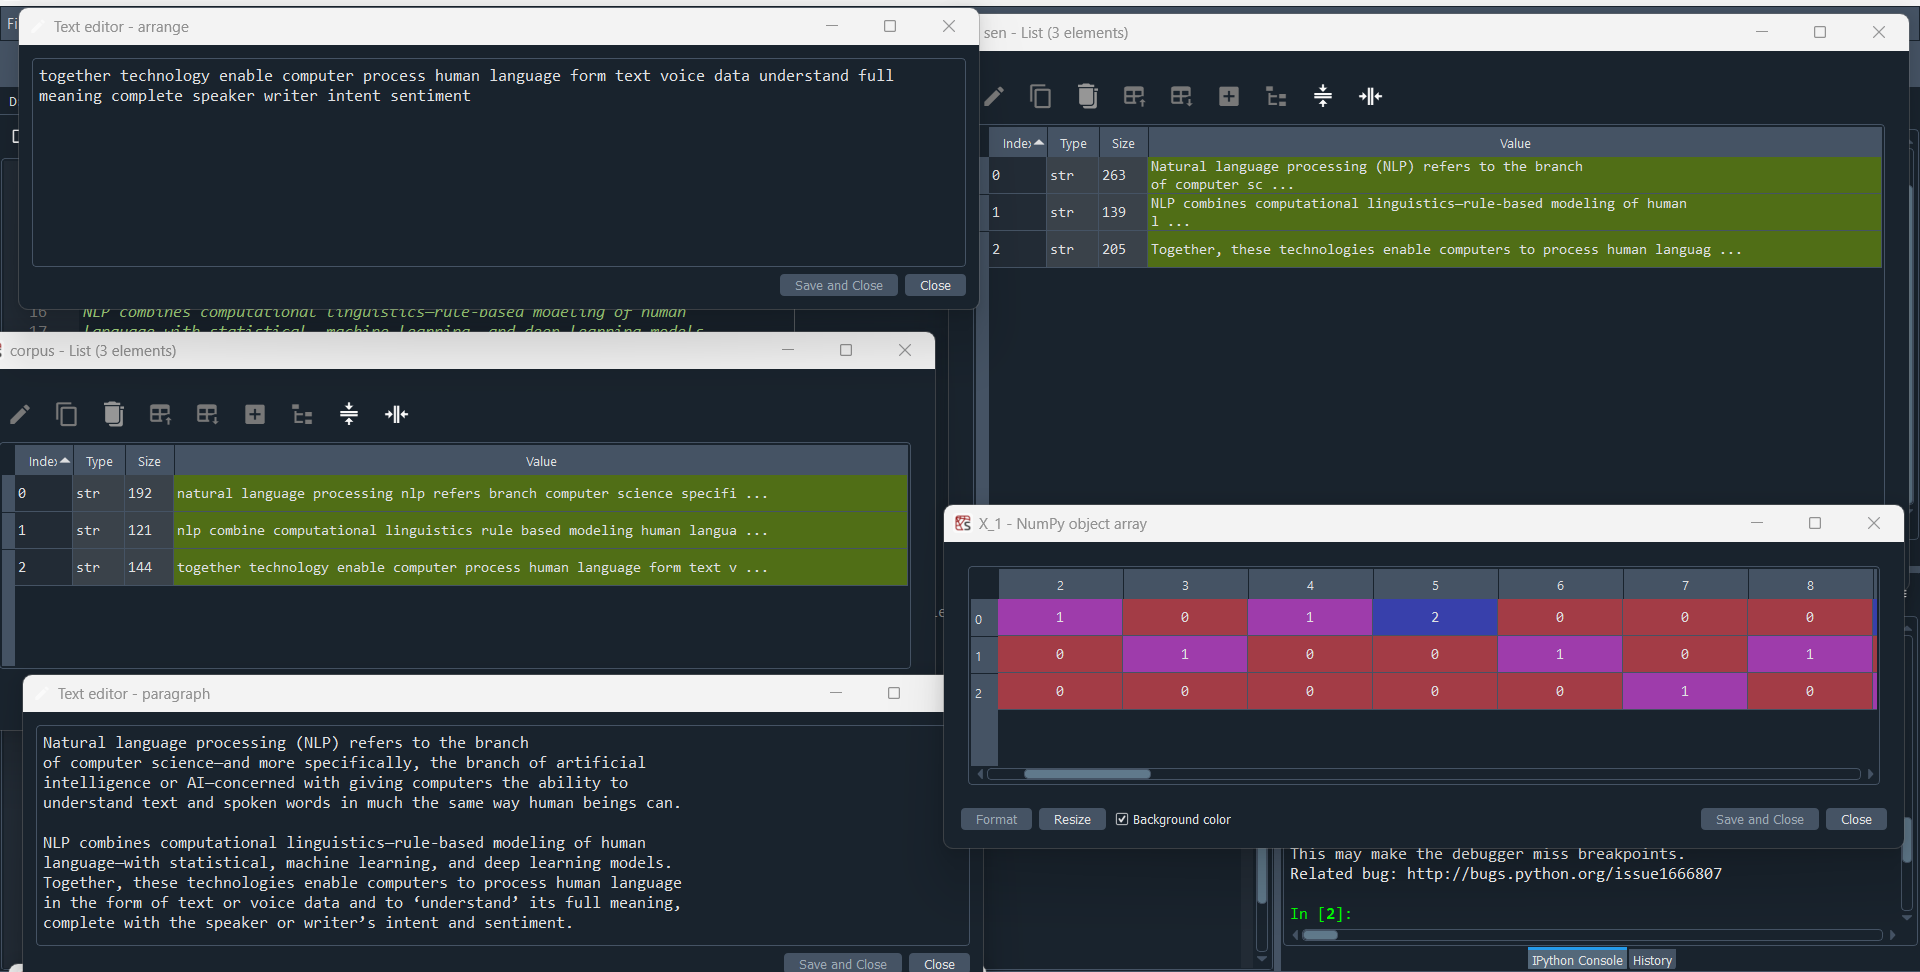 Fi
Text editor - arrange
together technology enable computer process human language form text voice data understand full
meaning complete speaker writer intent sentiment
Save and Close
Close
D
16
NLP combines computational linguistics—rule-based modeling of human
17
language—with statistical, machine learning, and deep learning models.
sen - List (3 elements)
Index Type Size Value
0 str 263 Natural language processing (NLP) refers to the branch
of computer sc ...
1 str 139 NLP combines computational linguistics—rule-based modeling of human
l ...
2 str 205 Together, these technologies enable computers to process human languag ...
corpus - List (3 elements)
Index Type Size Value
0 str 192 natural language processing nlp refers branch computer science specifi ...
1 str 121 nlp combine computational linguistics rule based modeling human langua ...
2 str 144 together technology enable computer process human language form text v ...
Text editor - paragraph
Natural language processing (NLP) refers to the branch
of computer science—and more specifically, the branch of artificial
intelligence or AI—concerned with giving computers the ability to
understand text and spoken words in much the same way human beings can.
NLP combines computational linguistics—rule-based modeling of human
language—with statistical, machine learning, and deep learning models.
Together, these technologies enable computers to process human language
in the form of text or voice data and to ‘understand’ its full meaning,
complete with the speaker or writer’s intent and sentiment.
Save and Close
Close
X_1 - NumPy object array
2 3 4 5 6 7 8
0 1 0 1 2 0 0 0
1 0 1 0 0 1 0 1
2 0 0 0 0 0 1 0
Format
Resize
Background color
Save and Close
Close
This may make the debugger miss breakpoints.
Related bug: http://bugs.python.org/issue1666807
In [2]:
IPython Console
History